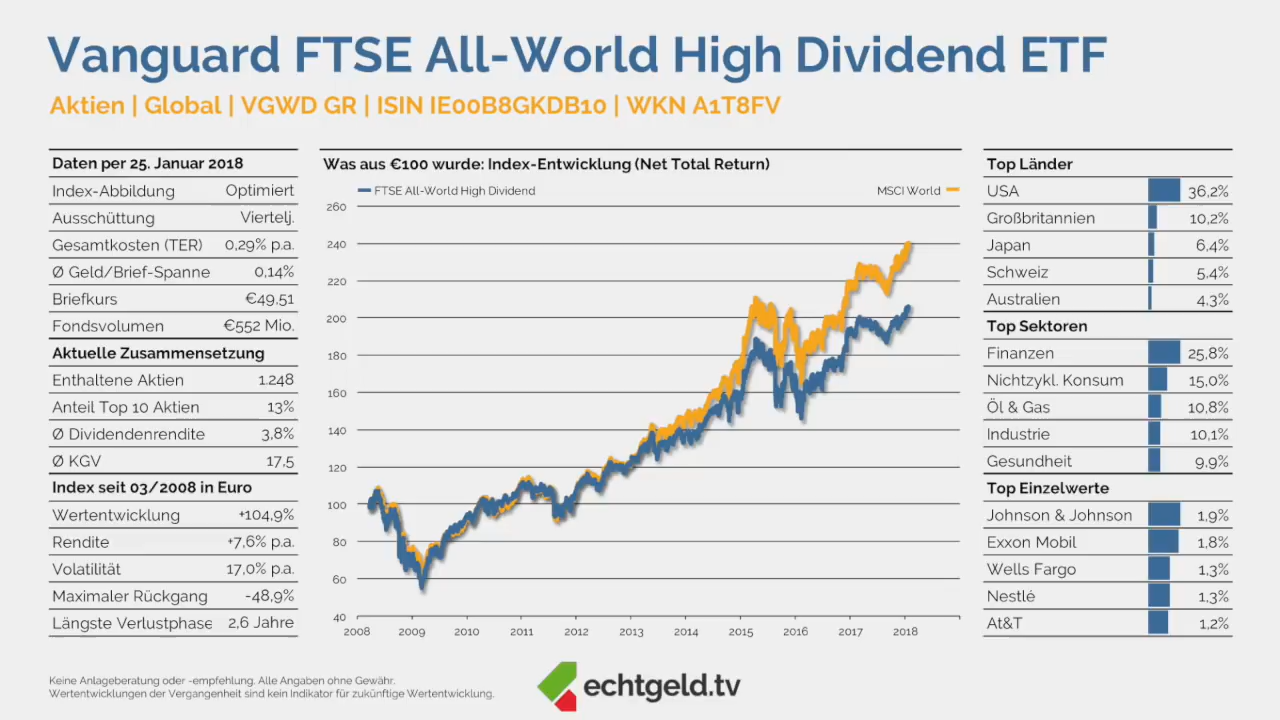 Vanguard FTSE All-World High Dividend ETF
Aktien | Global | VGWD GR | ISIN IE00B8GKDB10 | WKN A1T8FV
Daten per 25. Januar 2018
Index-Abbildung Optimiert
Ausschüttung Viertelj.
Gesamtkosten (TER) 0,29% p.a.
Ø Geld/Brief-Spanne 0,14%
Briefkurs €49,51
Fondsvolumen €552 Mio.
Aktuelle Zusammensetzung
Enthaltene Aktien 1.248
Anteil Top 10 Aktien 13%
Ø Dividendenrendite 3,8%
Ø KGV 17,5
Index seit 03/2008 in Euro
Wertentwicklung +104,9%
Rendite +7,6% p.a.
Volatilität 17,0% p.a.
Maximaler Rückgang -48,9%
Längste Verlustphase 2,6 Jahre
Was aus €100 wurde: Index-Entwicklung (Net Total Return)
FTSE All-World High Dividend MSCI World
260
240
220
200
180
160
140
120
100
80
60
40
2008 2009 2010 2011 2012 2013 2014 2015 2016 2017 2018
Top Länder
USA 36,2%
Großbritannien 10,2%
Japan 6,4%
Schweiz 5,4%
Australien 4,3%
Top Sektoren
Finanzen 25,8%
Nichtzykl. Konsum 15,0%
Öl & Gas 10,8%
Industrie 10,1%
Gesundheit 9,9%
Top Einzelwerte
Johnson & Johnson 1,9%
Exxon Mobil 1,8%
Wells Fargo 1,3%
Nestlé 1,3%
At&T 1,2%
Keine Anlageberatung oder -empfehlung. Alle Angaben ohne Gewähr.
Wertentwicklungen der Vergangenheit sind kein Indikator für zukünftige Wertentwicklung.
echtgeld.tv